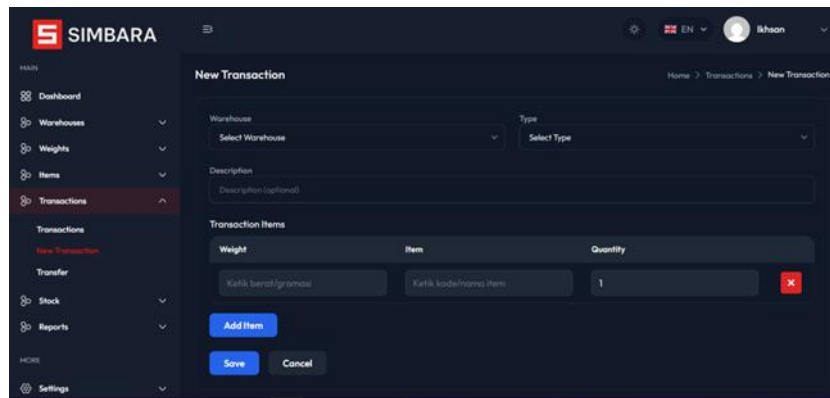 SIMBARA
EN
Ikhsan
MAIN
Dashboard
Warehouses
Weights
Items
Transactions
Transactions
New Transaction
Transfer
Stock
Reports
MORE
Settings
New Transaction
Home > Transactions > New Transaction
Warehouse
Type
Select Warehouse
Select Type
Description
Description (optional)
Transaction Items
Weight Item Quantity
Ketik berat/gramasi Ketik kode/nama item 1
Add Item
Save Cancel